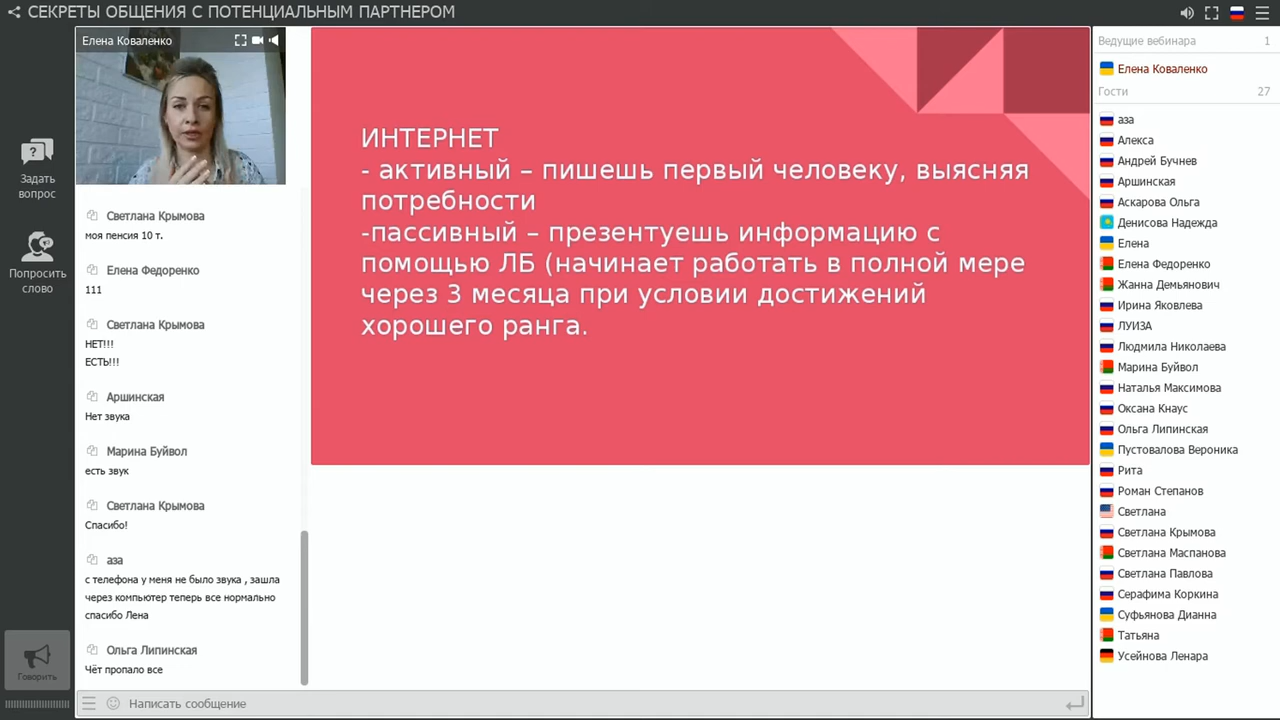 СЕКРЕТЫ ОБЩЕНИЯ С ПОТЕНЦИАЛЬНЫМ ПАРТНЕРОМ
Задать
вопрос
Попросить
слово
Говорить
Елена Коваленко
Светлана Крымова
моя пенсия 10 т.
Елена Федоренко
111
Светлана Крымова
НЕТ!!!
ЕСТЬ!!!
Аршинская
Нет звука
Марина Буйвол
есть звук
Светлана Крымова
Спасибо!
аза
с телефона у меня не было звука , зашла
через компьютер теперь все нормально
спасибо Лена
Ольга Липинская
Чёт пропало все
Написать сообщение
ИНТЕРНЕТ
- активный – пишешь первый человеку, выясняя
потребности
-пассивный – презентуешь информацию с
помощью ЛБ (начинает работать в полной мере
через 3 месяца при условии достижений
хорошего ранга.
Ведущие вебинара 1
Елена Коваленко
Гости 27
аза
Алекса
Андрей Бучнев
Аршинская
Аскарова Ольга
Денисова Надежда
Елена
Елена Федоренко
Жанна Демьянович
Ирина Яковлева
ЛУИЗА
Людмила Николаева
Марина Буйвол
Наталья Максимова
Оксана Кнаус
Ольга Липинская
Пустовалова Вероника
Рита
Роман Степанов
Светлана
Светлана Крымова
Светлана Маспанова
Светлана Павлова
Серафима Коркина
Суфьянова Дианна
Татьяна
Усейнова Ленара